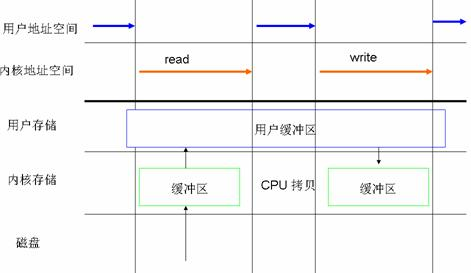 用户地址空间
内核地址空间
read
write
用户存储
用户缓冲区
内核存储
缓冲区
CPU 拷贝
缓冲区
磁盘